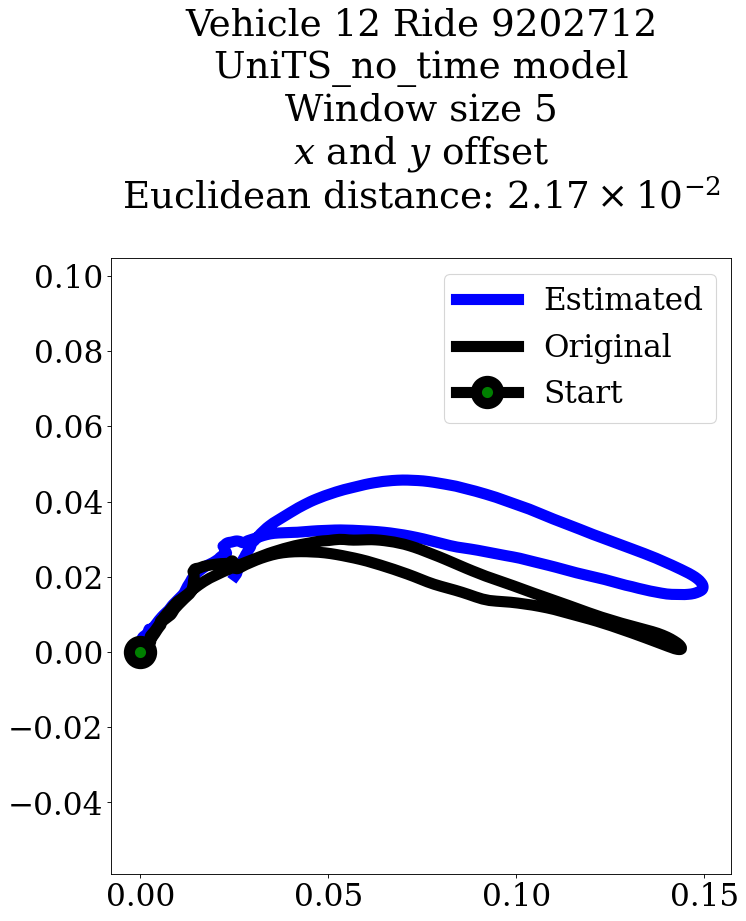 Vehicle 12 Ride 9202712
UniTS_no_time model
Window size 5
x and y offset
Euclidean distance: 2.17 × 10⁻²
Estimated
Original
Start
0.10
0.08
0.06
0.04
0.02
0.00
−0.02
−0.04
0.00 0.05 0.10 0.15